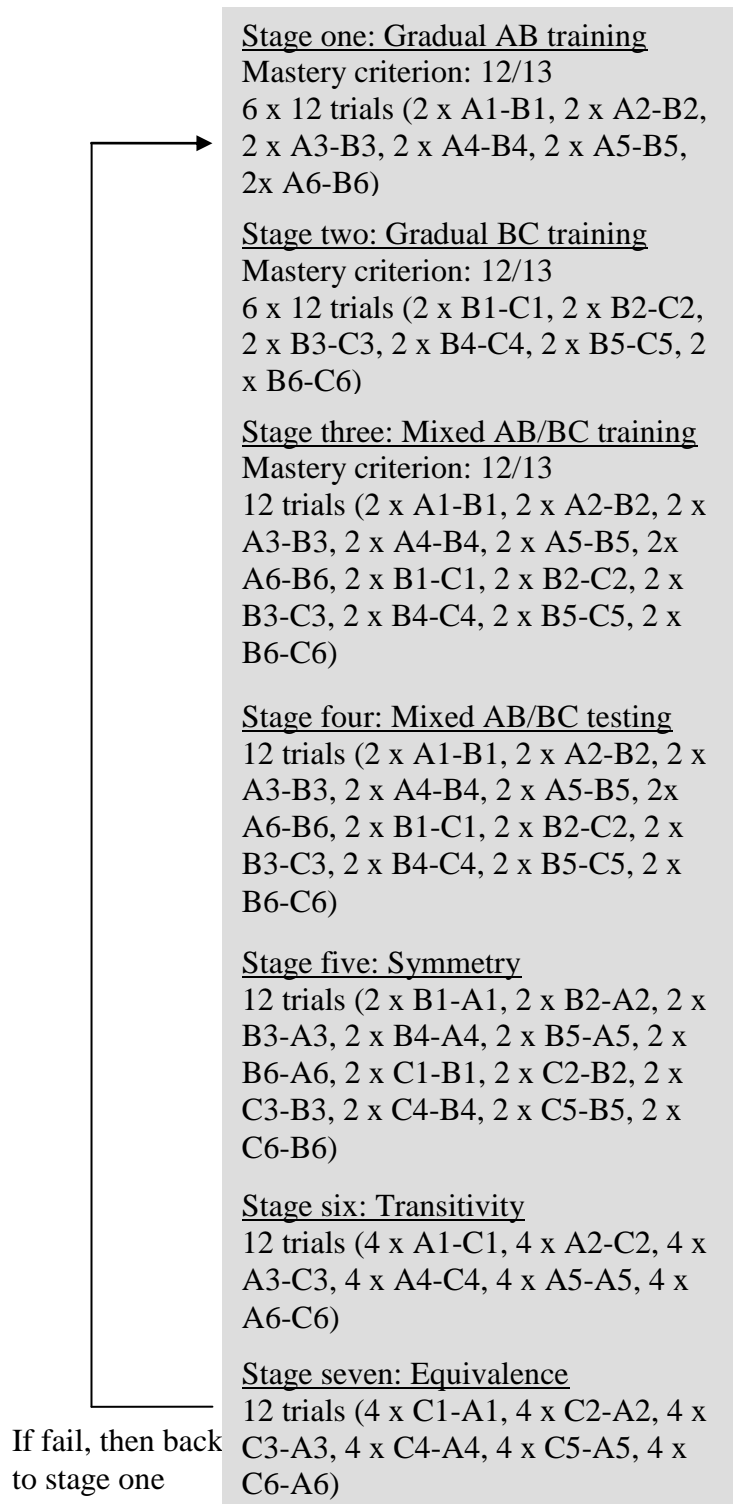 Stage one: Gradual AB training
Mastery criterion: 12/13
6 x 12 trials (2 x A1-B1, 2 x A2-B2,
2 x A3-B3, 2 x A4-B4, 2 x A5-B5,
2x A6-B6)
Stage two: Gradual BC training
Mastery criterion: 12/13
6 x 12 trials (2 x B1-C1, 2 x B2-C2,
2 x B3-C3, 2 x B4-C4, 2 x B5-C5, 2
x B6-C6)
Stage three: Mixed AB/BC training
Mastery criterion: 12/13
12 trials (2 x A1-B1, 2 x A2-B2, 2 x
A3-B3, 2 x A4-B4, 2 x A5-B5, 2x
A6-B6, 2 x B1-C1, 2 x B2-C2, 2 x
B3-C3, 2 x B4-C4, 2 x B5-C5, 2 x
B6-C6)
Stage four: Mixed AB/BC testing
12 trials (2 x A1-B1, 2 x A2-B2, 2 x
A3-B3, 2 x A4-B4, 2 x A5-B5, 2x
A6-B6, 2 x B1-C1, 2 x B2-C2, 2 x
B3-C3, 2 x B4-C4, 2 x B5-C5, 2 x
B6-C6)
Stage five: Symmetry
12 trials (2 x B1-A1, 2 x B2-A2, 2 x
B3-A3, 2 x B4-A4, 2 x B5-A5, 2 x
B6-A6, 2 x C1-B1, 2 x C2-B2, 2 x
C3-B3, 2 x C4-B4, 2 x C5-B5, 2 x
C6-B6)
Stage six: Transitivity
12 trials (4 x A1-C1, 4 x A2-C2, 4 x
A3-C3, 4 x A4-C4, 4 x A5-A5, 4 x
A6-C6)
Stage seven: Equivalence
12 trials (4 x C1-A1, 4 x C2-A2, 4 x
C3-A3, 4 x C4-A4, 4 x C5-A5, 4 x
C6-A6)
If fail, then back
to stage one